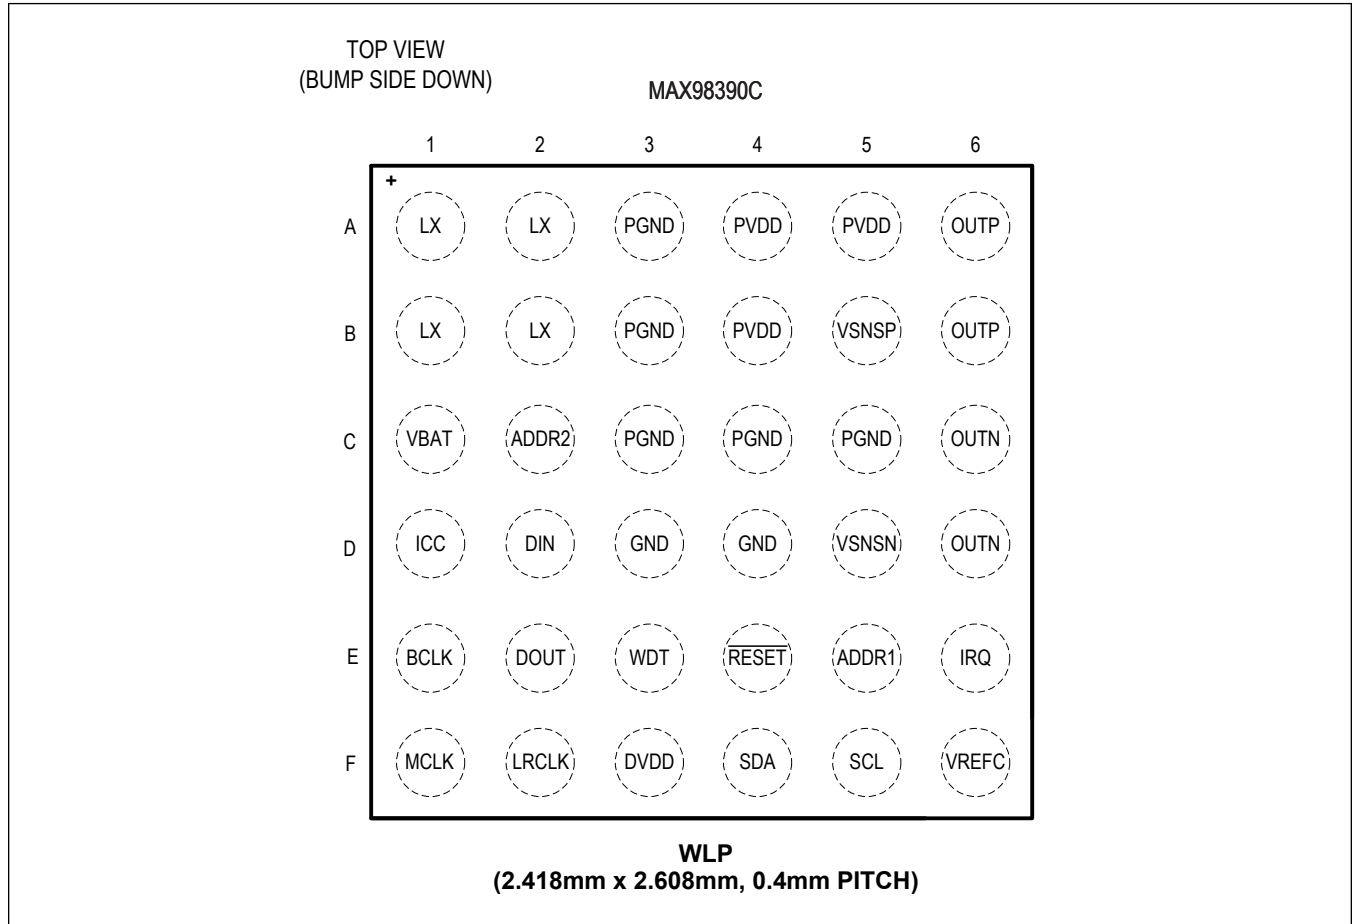 TOP VIEW
(BUMP SIDE DOWN)
MAX98390C
1 2 3 4 5 6
+
A LX LX PGND PVDD PVDD OUTP
B LX LX PGND PVDD VSNSP OUTP
C VBAT ADDR2 PGND PGND PGND OUTN
D ICC DIN GND GND VSNSN OUTN
E BCLK DOUT WDT RESET ADDR1 IRQ
F MCLK LRCLK DVDD SDA SCL VREFC
WLP
(2.418mm x 2.608mm, 0.4mm PITCH)